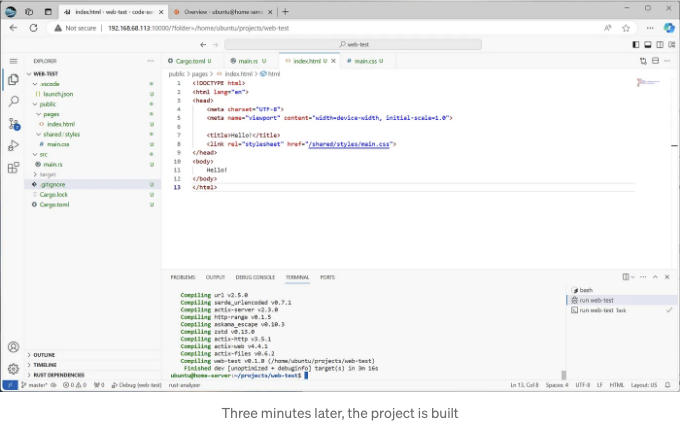 index.html - web-test - code-ser
Overview - ubuntu@home-serve
Not secure | 192.168.68.113:10000/?folder=/home/ubuntu/projects/web-test
web-test
EXPLORER
Cargo.toml U
main.rs U
index.html U
main.css U
public > pages > index.html > html
WEB-TEST
.vscode
launch.json U
public
pages
index.html U
shared/styles
main.css U
src
main.rs U
target
.gitignore U
Cargo.lock U
Cargo.toml U
OUTLINE
TIMELINE
RUST DEPENDENCIES
1 <!DOCTYPE html>
2 <html lang="en">
3 <head>
4 <meta charset="UTF-8">
5 <meta name="viewport" content="width=device-width, initial-scale=1.0">
6
7 <title>Hello!</title>
8 <link rel="stylesheet" href="/shared/styles/main.css">
9 </head>
10 <body>
11 Hello!
12 </body>
13 </html>
PROBLEMS OUTPUT DEBUG CONSOLE TERMINAL PORTS
Compiling url v2.5.0
Compiling serde_urlencoded v0.7.1
Compiling actix-server v2.3.0
Compiling http-range v0.1.5
Compiling askama_escape v0.10.3
Compiling zstd v0.13.0
Compiling actix-http v3.5.1
Compiling actix-web v4.4.1
Compiling actix-files v0.6.2
Compiling web-test v0.1.0 (/home/ubuntu/projects/web-test)
Finished dev [unoptimized + debuginfo] target(s) in 3m 16s
ubuntu@home-server:~/projects/web-test$
bash
run web-test
run web-test Task
master* 0 0 0 Debug (web-test) rust-analyzer
Ln 13, Col 8 Spaces: 4 UTF-8 LF HTML Layout: US
Three minutes later, the project is built